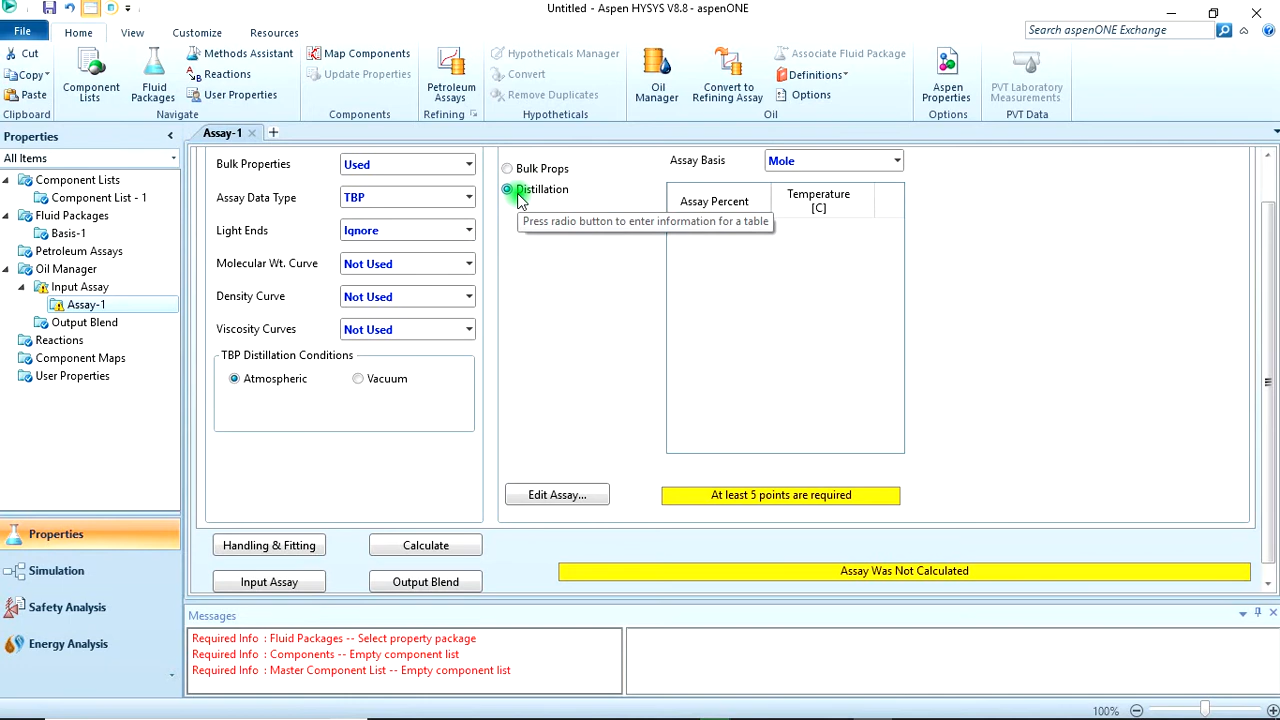 Untitled - Aspen HYSYS V8.8 - aspenONE
File
Home
View
Customize
Resources
Search aspenONE Exchange
Cut
Copy
Paste
Clipboard
Component Lists
Fluid Packages
Methods Assistant
Reactions
User Properties
Navigate
Map Components
Update Properties
Components
Petroleum Assays
Refining
Hypotheticals Manager
Convert
Remove Duplicates
Hypotheticals
Oil Manager
Convert to Refining Assay
Associate Fluid Package
Definitions
Options
Oil
Aspen Properties
Options
PVT Laboratory Measurements
PVT Data
Properties
All Items
Component Lists
Component List - 1
Fluid Packages
Basis-1
Petroleum Assays
Oil Manager
Input Assay
Assay-1
Output Blend
Reactions
Component Maps
User Properties
Properties
Simulation
Safety Analysis
Energy Analysis
Assay-1
Bulk Properties Used
Assay Data Type TBP
Light Ends Ignore
Molecular Wt. Curve Not Used
Density Curve Not Used
Viscosity Curves Not Used
TBP Distillation Conditions
Atmospheric Vacuum
Bulk Props
Distillation
Press radio button to enter information for a table
Assay Basis Mole
Assay Percent
Temperature
[C]
Edit Assay...
At least 5 points are required
Handling & Fitting
Calculate
Input Assay
Output Blend
Assay Was Not Calculated
Messages
Required Info : Fluid Packages -- Select property package
Required Info : Components -- Empty component list
Required Info : Master Component List -- Empty component list
100%